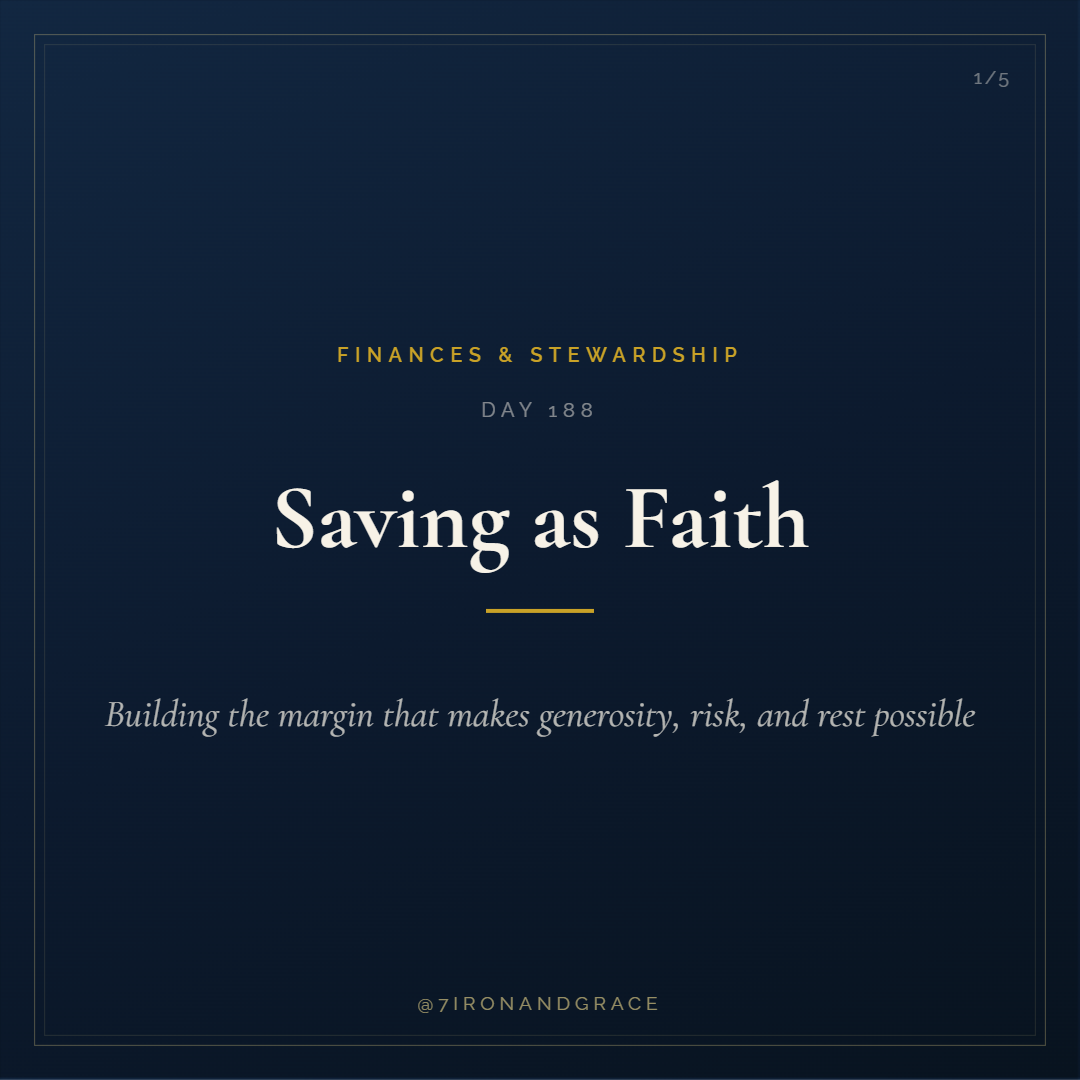 1/5
FINANCES & STEWARDSHIP
DAY 188
Saving as Faith
Building the margin that makes generosity, risk, and rest possible
@7IRONANDGRACE